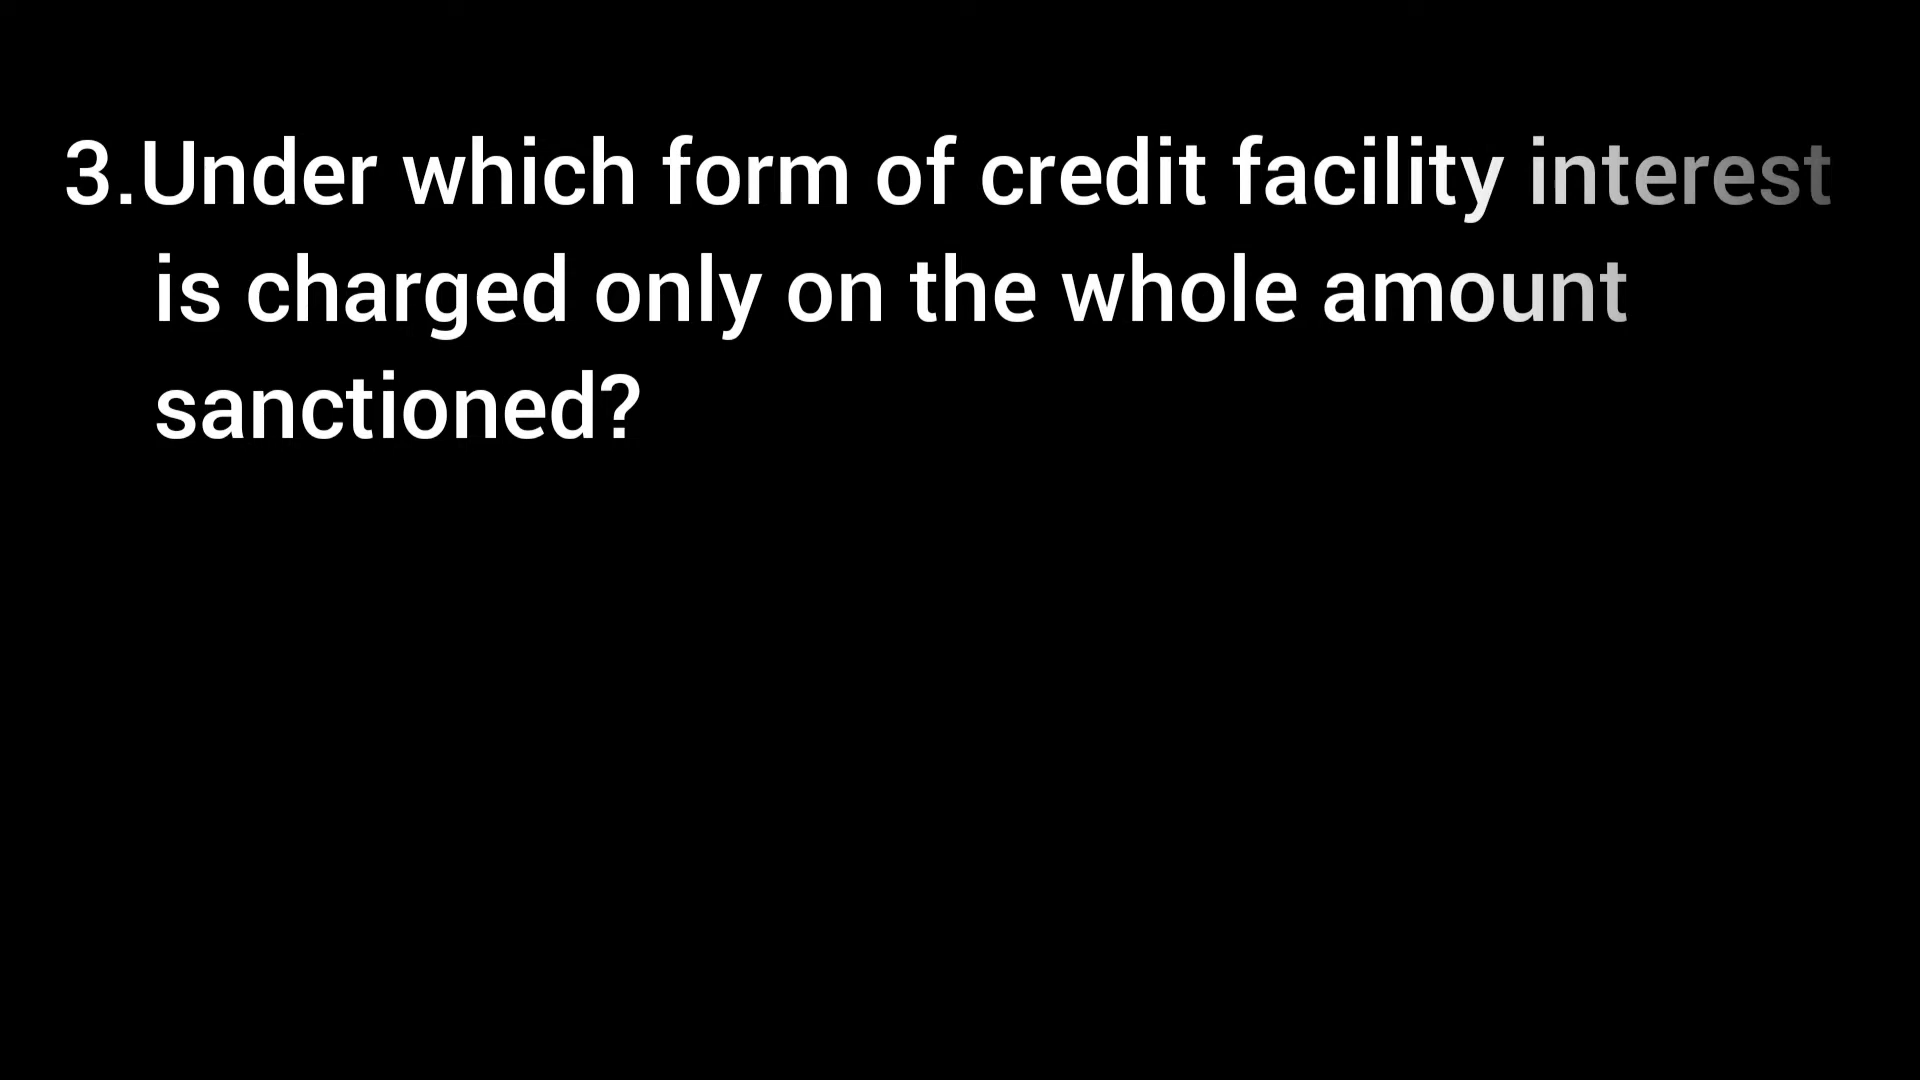 3.Under which form of credit facility interest
is charged only on the whole amount
sanctioned?